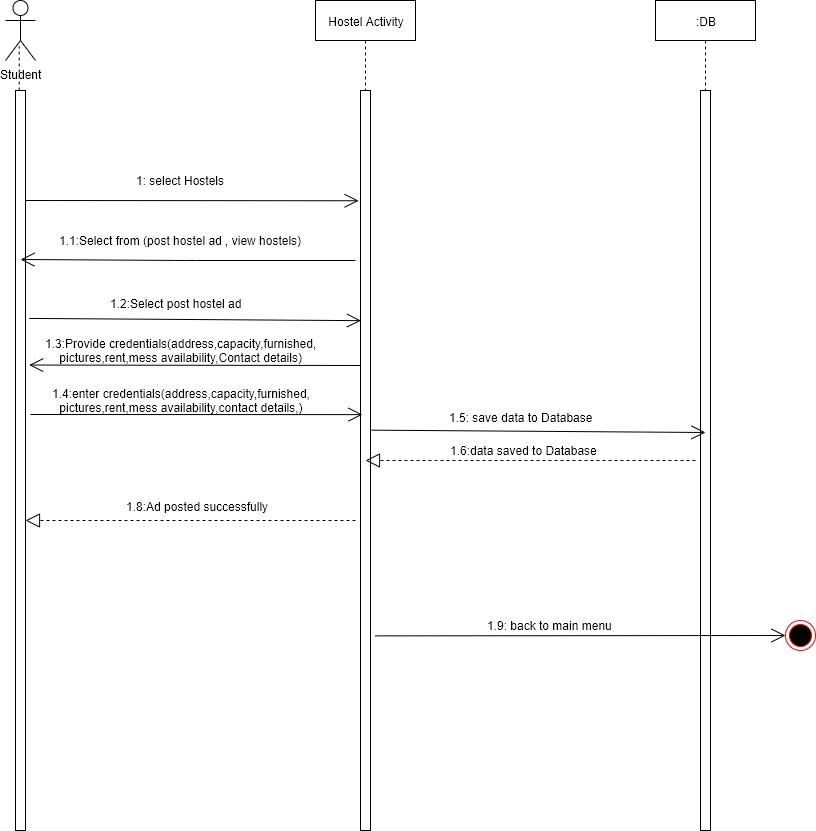 Hostel Activity
:DB
Student
1: select Hostels
1.1:Select from (post hostel ad , view hostels)
1.2:Select post hostel ad
1.3:Provide credentials(address,capacity,furnished,
pictures,rent,mess availability,Contact details)
1.4:enter credentials(address,capacity,furnished,
pictures,rent,mess availability,contact details,)
1.5: save data to Database
1.6:data saved to Database
1.8:Ad posted successfully
1.9: back to main menu